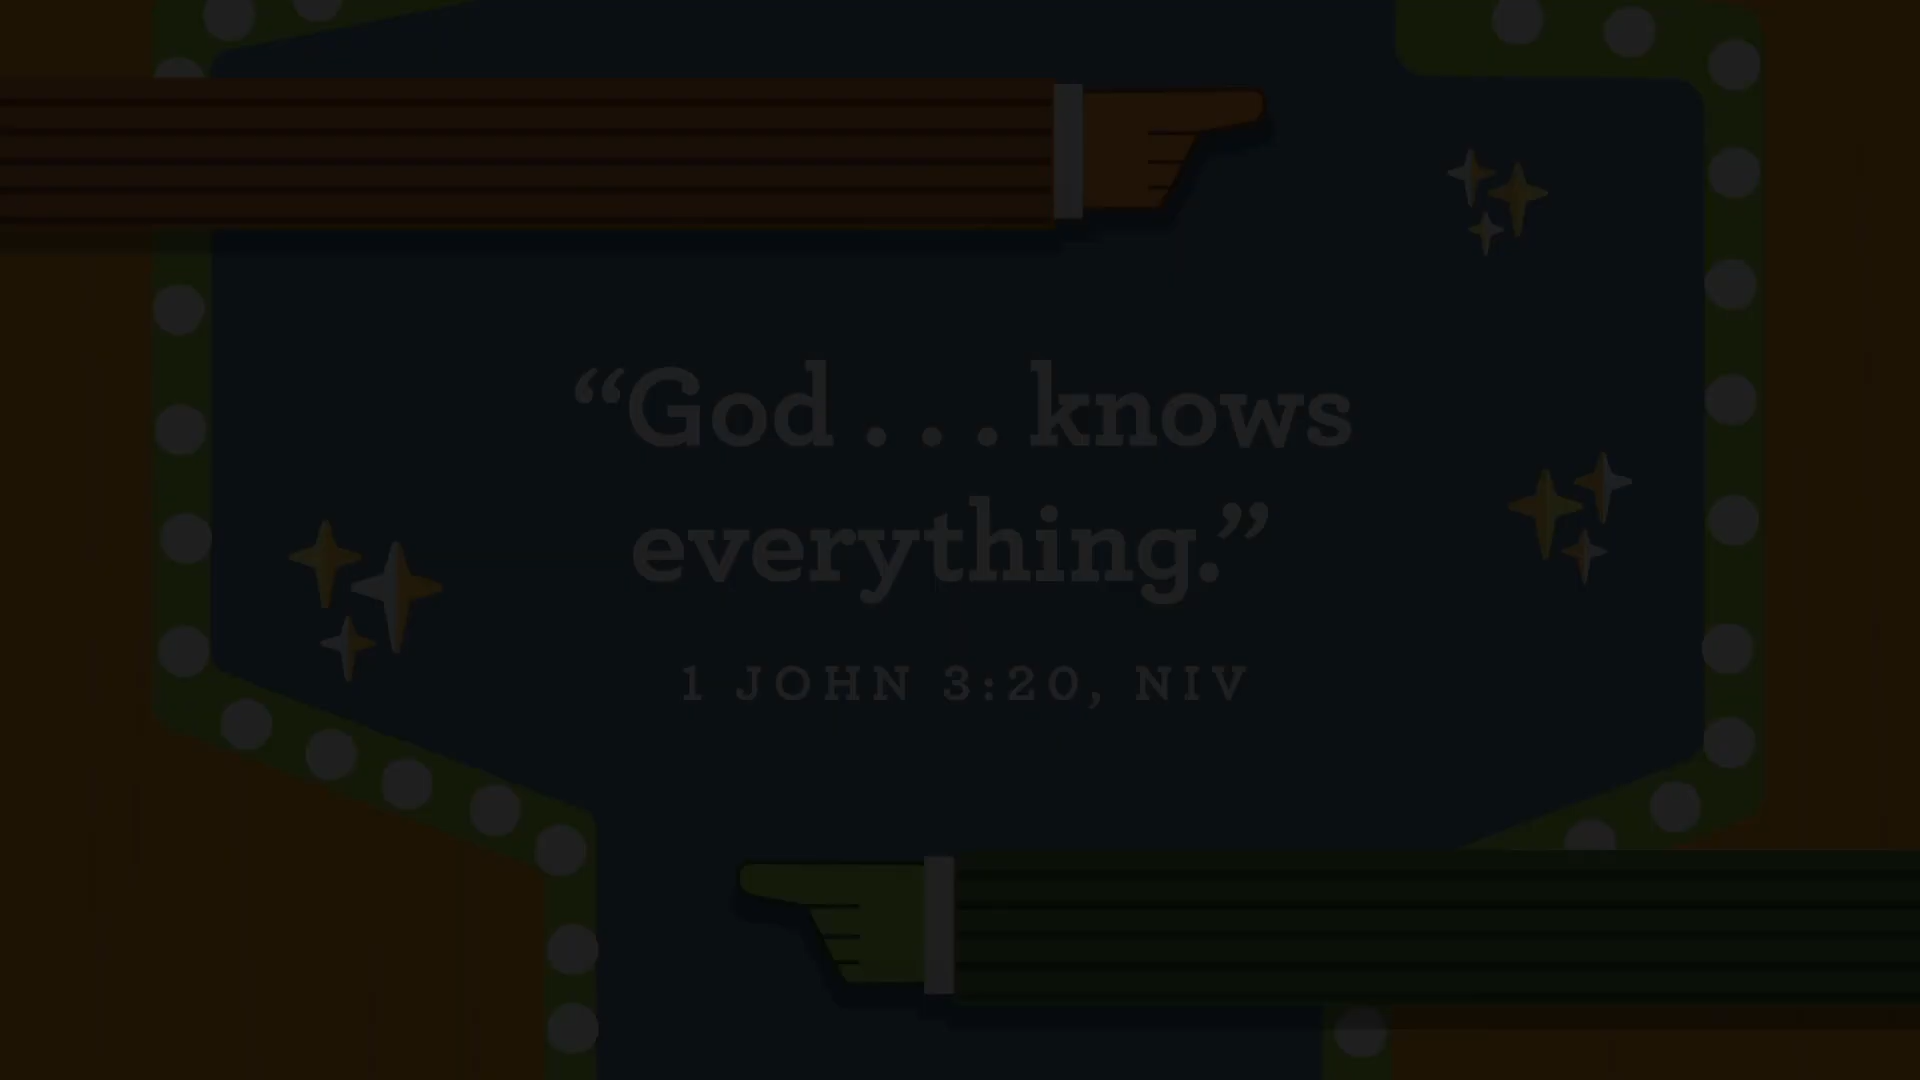 “God . . . knows
everything.”
1 JOHN 3:20, NIV